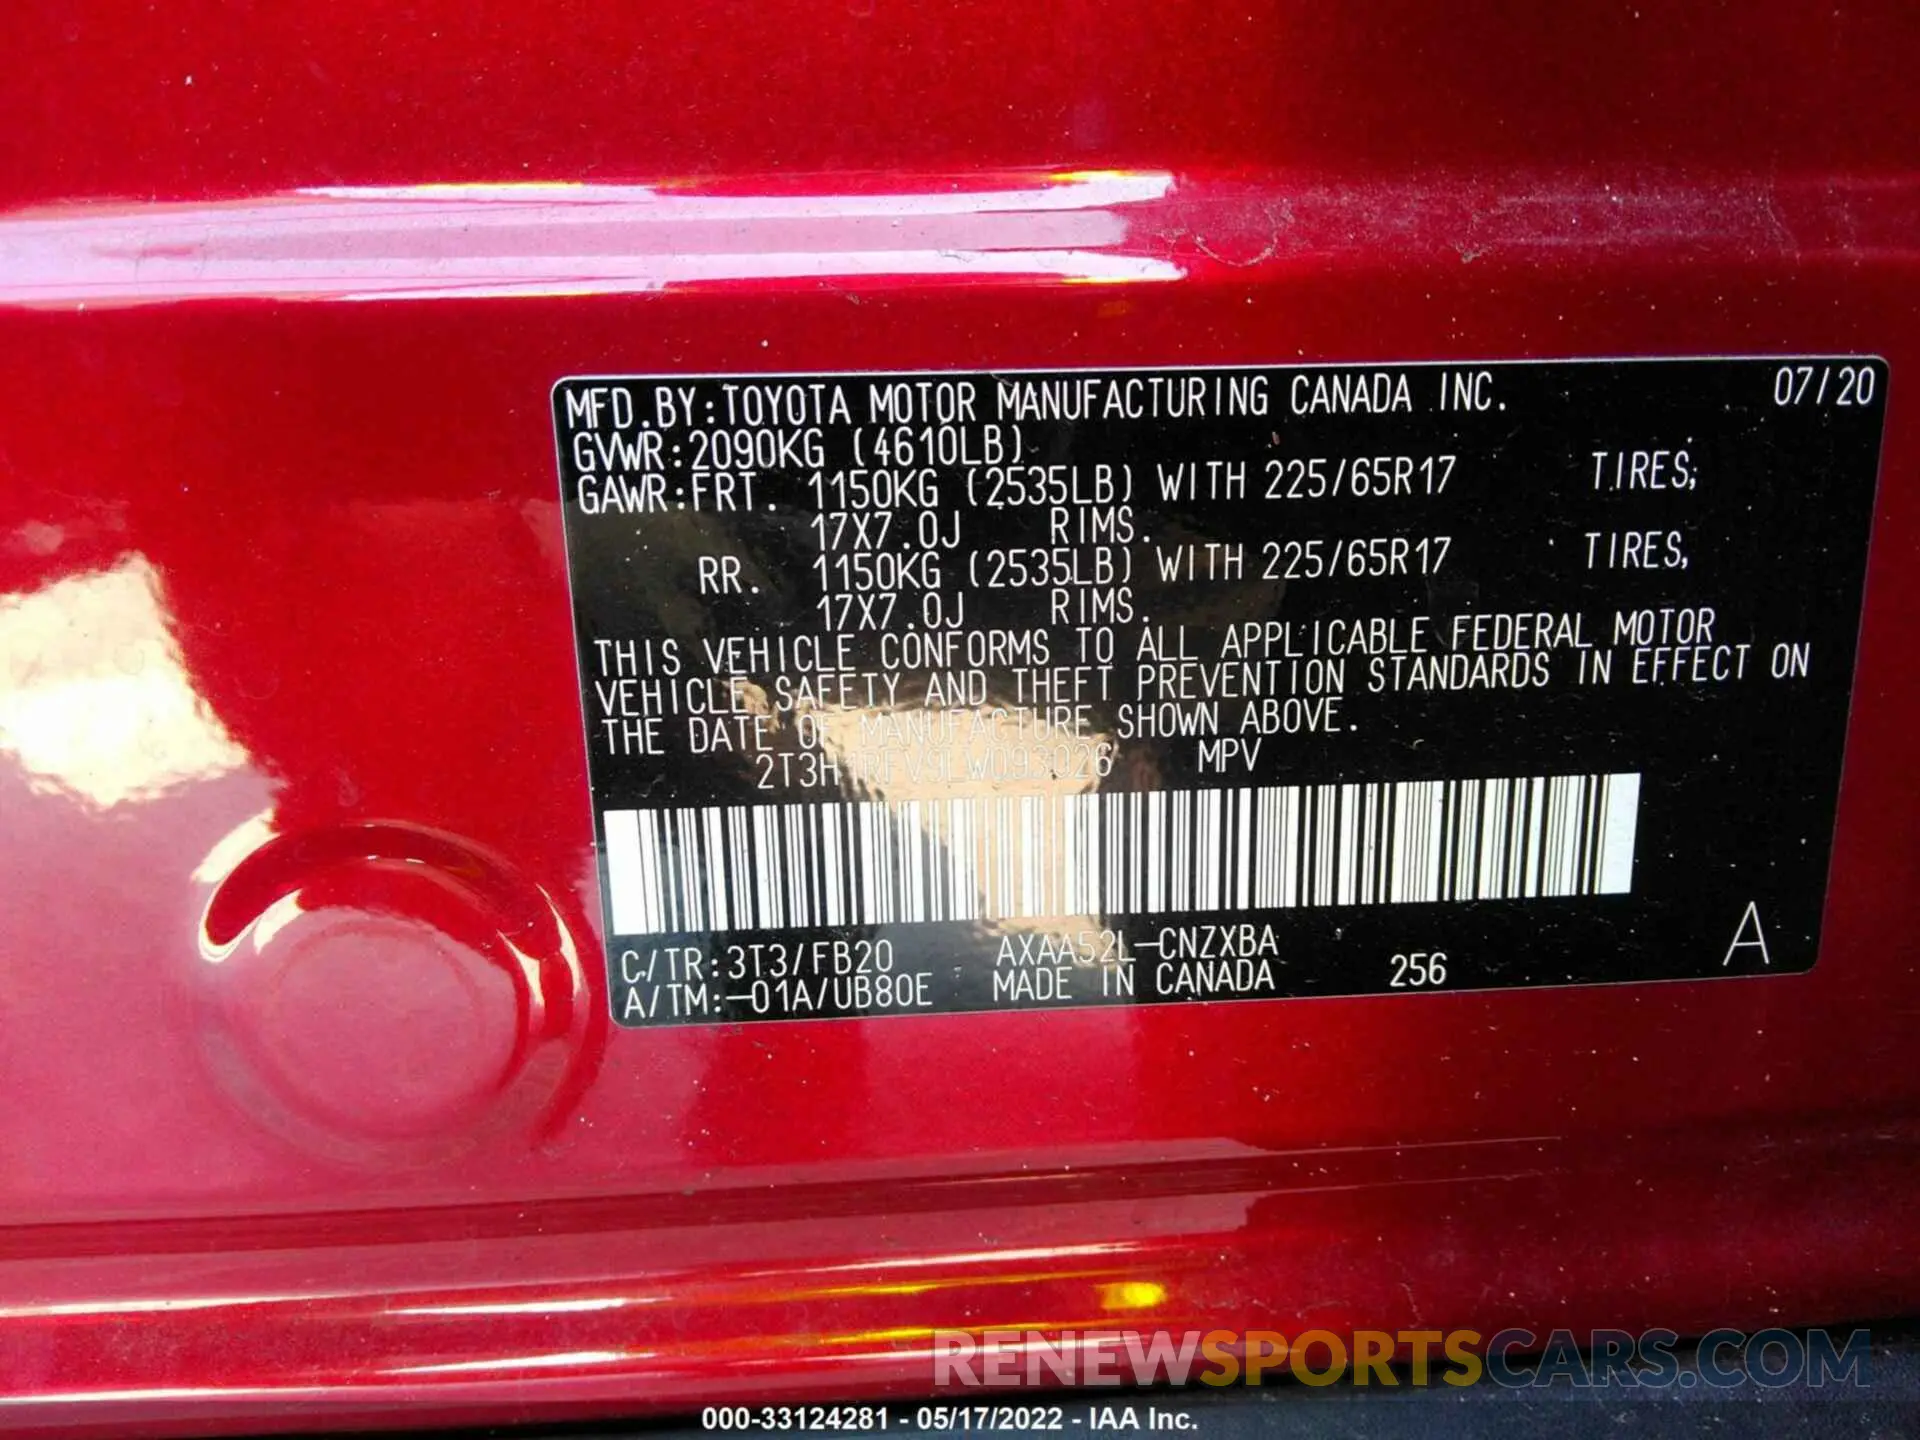 MFD.BY:TOYOTA MOTOR MANUFACTURING CANADA INC. 07/20
GVWR:2090KG (4610LB)
GAWR:FRT. 1150KG (2535LB) WITH 225/65R17 TIRES;
17X7.0J RIMS.
RR. 1150KG (2535LB) WITH 225/65R17 TIRES,
17X7.0J RIMS.
THIS VEHICLE CONFORMS TO ALL APPLICABLE FEDERAL MOTOR
VEHICLE SAFETY AND THEFT PREVENTION STANDARDS IN EFFECT ON
THE DATE OF MANUFACTURE SHOWN ABOVE.
2T3H1RFV9LW093026 MPV
C/TR:3T3/FB20 AXAA52L-CNZXBA
A/TM:-01A/UB80E MADE IN CANADA 256 A
RENEWSPORTSCARS.COM
000-33124281 - 05/17/2022 - IAA Inc.